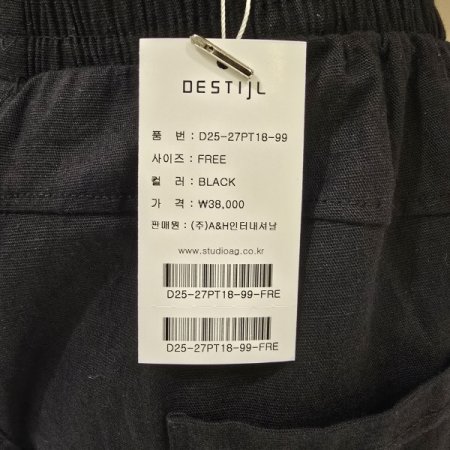 DESTIJL
품 번 : D25-27PT18-99
사이즈 : FREE
컬 러 : BLACK
가 격 : ₩38,000
판매원 : (주)A&H인터내셔날
www.studioag.co.kr
D25-27PT18-99-FRE
D25-27PT18-99-FRE